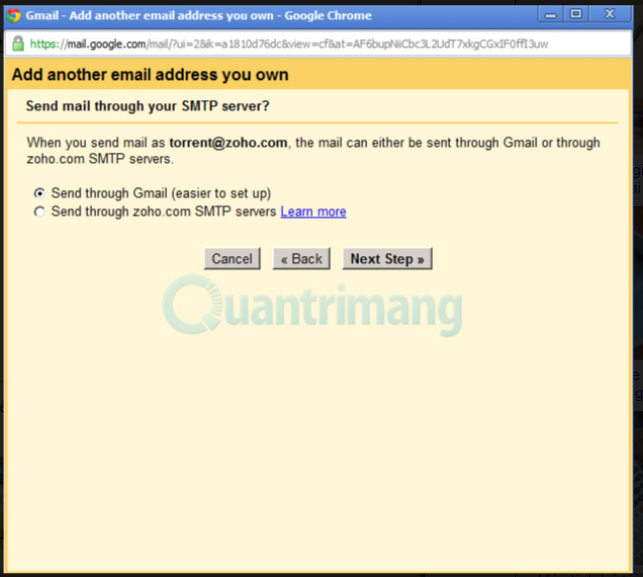 Gmail - Add another email address you own - Google Chrome
https://mail.google.com/mail/?ui=2&ik=a1810d76dc&view=cf&at=AF6bupNiiCbc3L2UdT7xkgCGxIF0ffI3uw
Add another email address you own
Send mail through your SMTP server?
When you send mail as torrent@zoho.com, the mail can either be sent through Gmail or through
zoho.com SMTP servers.
Send through Gmail (easier to set up)
Send through zoho.com SMTP servers Learn more
Cancel « Back Next Step »
Quantrimang